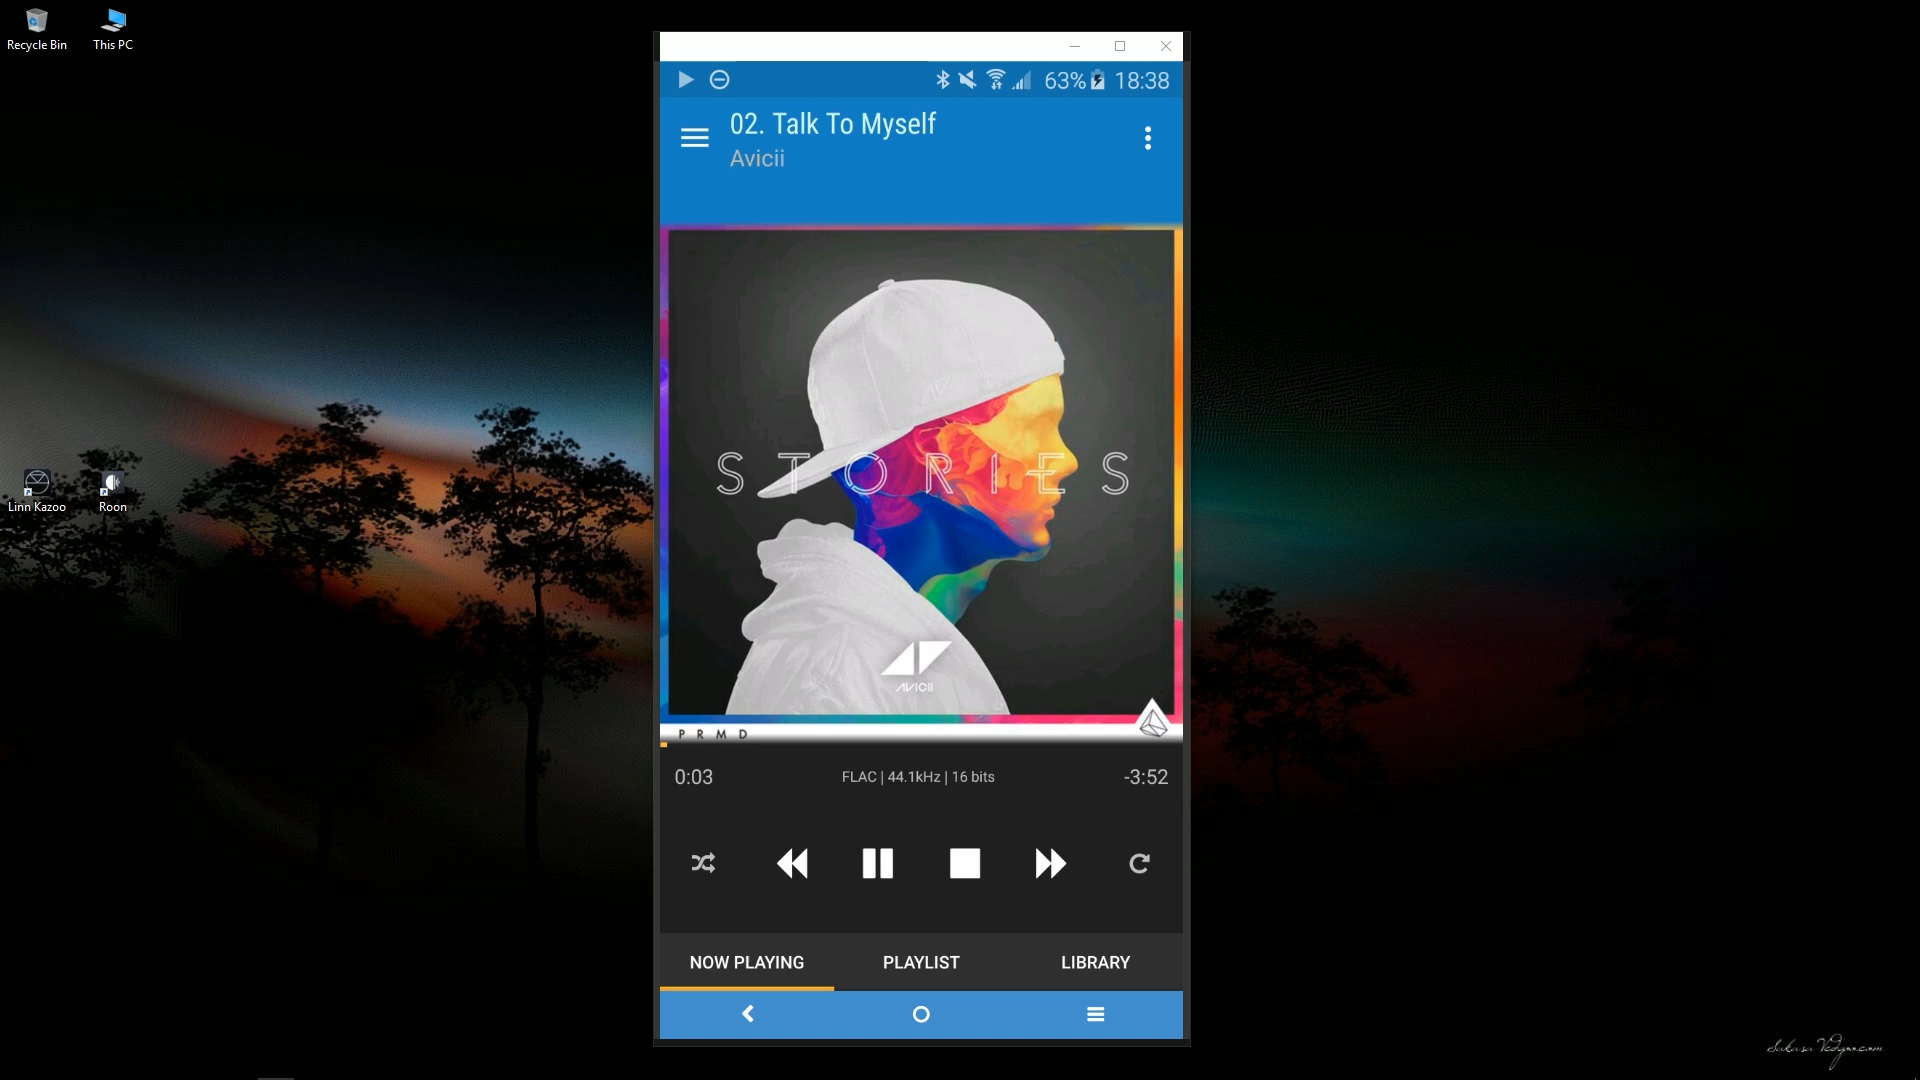 Recycle Bin
This PC
63% 18:38
02. Talk To Myself
Avicii
STORIES
AVICII
PRMD
0:03
FLAC | 44.1kHz | 16 bits
-3:52
NOW PLAYING
PLAYLIST
LIBRARY
Linn Kazoo
Roon